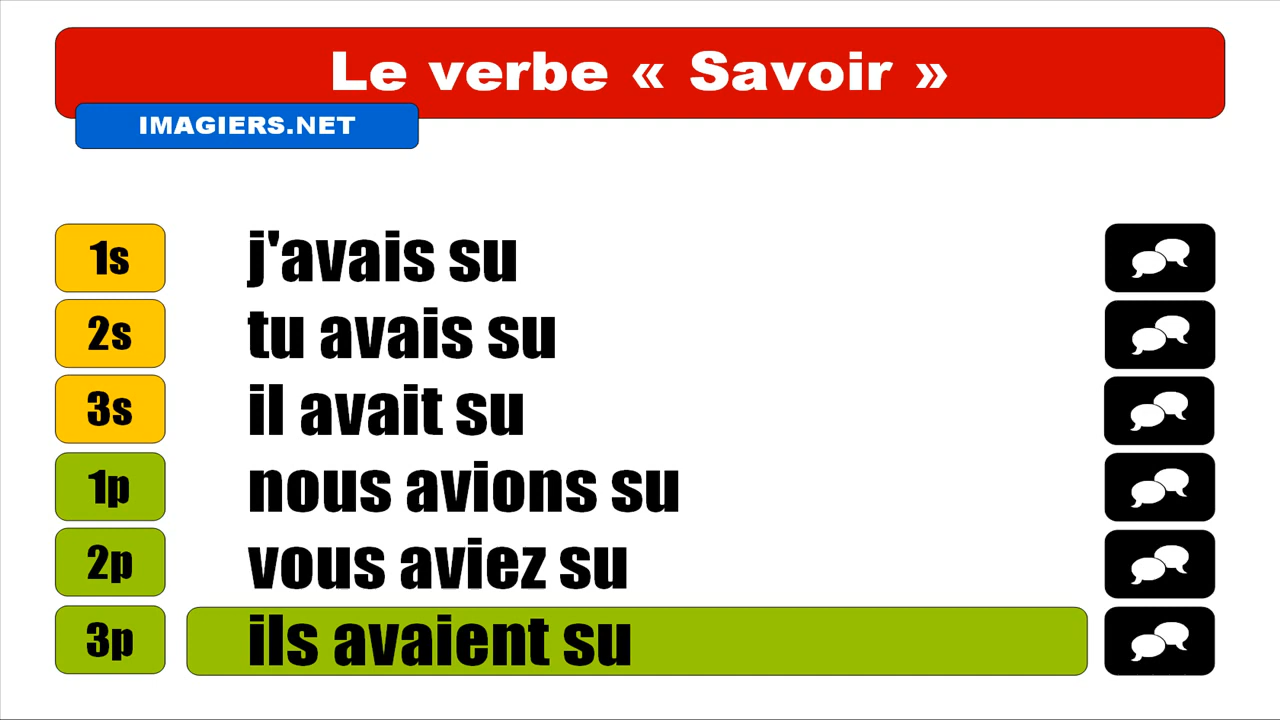 Le verbe « Savoir »
IMAGIERS.NET
1s j'avais su
2s tu avais su
3s il avait su
1p nous avions su
2p vous aviez su
3p ils avaient su